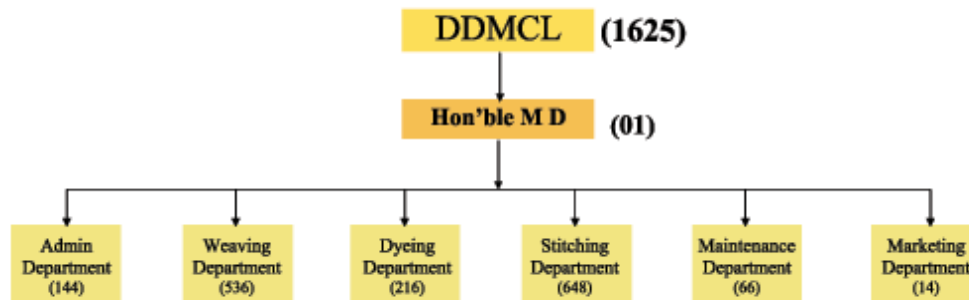 DDMCL (1625)
Hon'ble M D (01)
Admin
Department
(144)
Weaving
Department
(536)
Dyeing
Department
(216)
Stitching
Department
(648)
Maintenance
Department
(66)
Marketing
Department
(14)